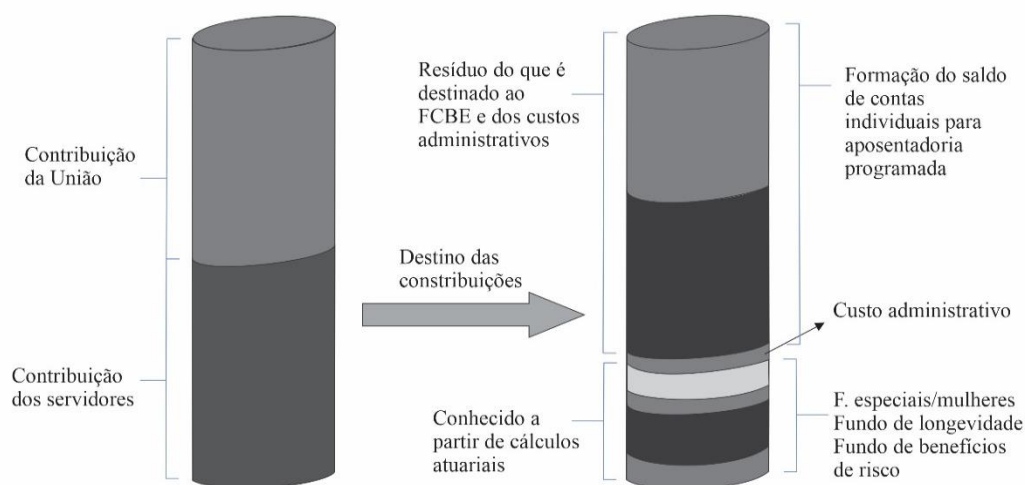 Contribuição
da União
Contribuição
dos servidores
Destino das
constribuições
Resíduo do que é
destinado ao
FCBE e dos custos
administrativos
Conhecido a
partir de cálculos
atuariais
Formação do saldo
de contas
individuais para
aposentadoria
programada
Custo administrativo
F. especiais/mulheres
Fundo de longevidade
Fundo de benefícios
de risco